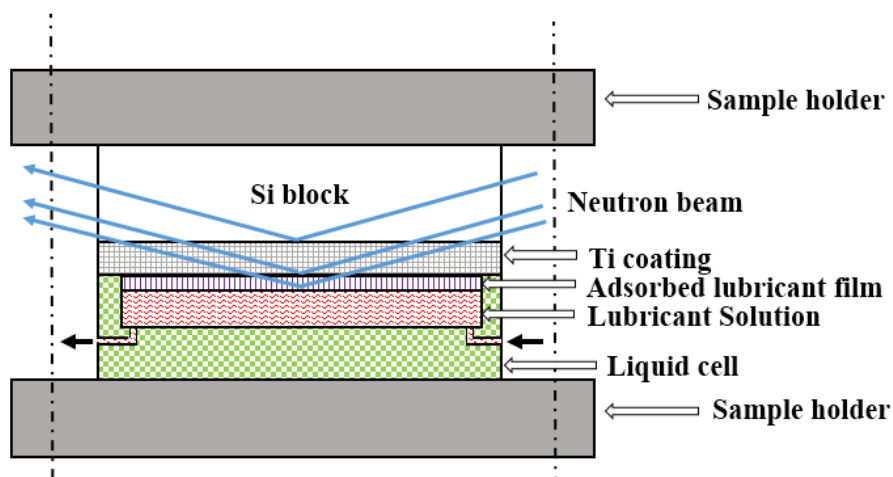 Sample holder
Si block
Neutron beam
Ti coating
Adsorbed lubricant film
Lubricant Solution
Liquid cell
Sample holder